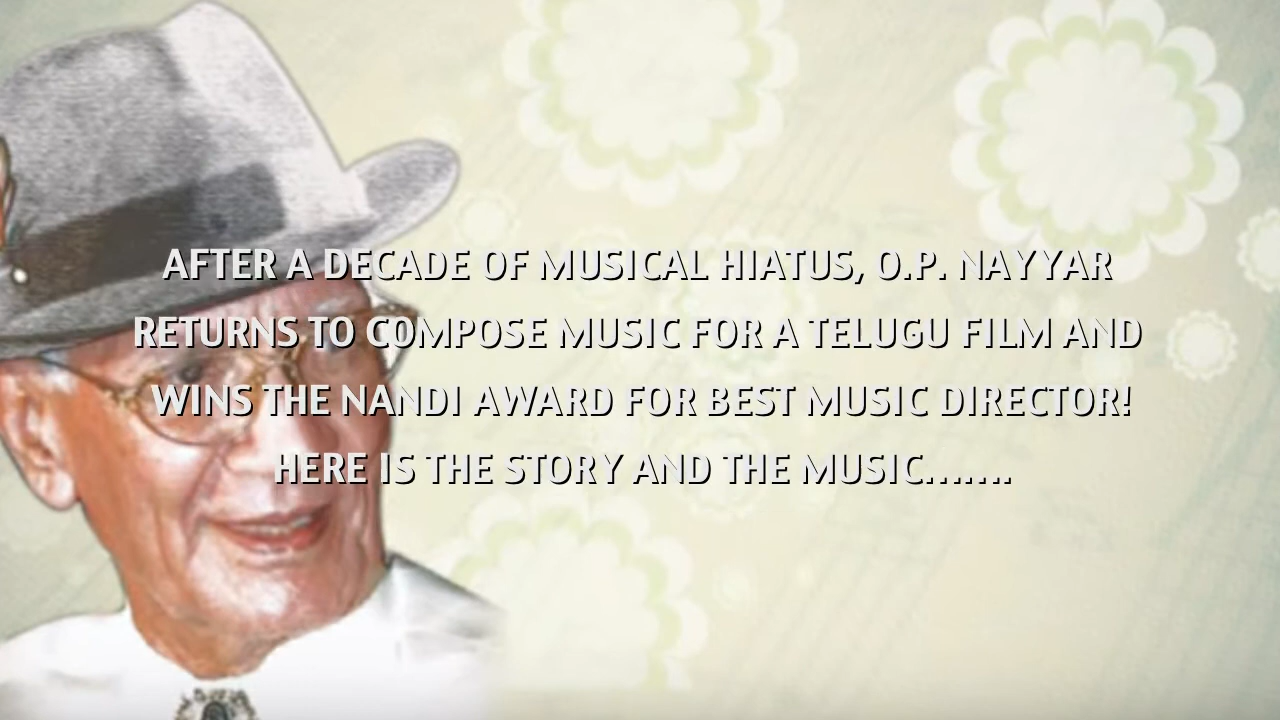 AFTER A DECADE OF MUSICAL HIATUS, O.P. NAYYAR
RETURNS TO COMPOSE MUSIC FOR A TELUGU FILM AND
WINS THE NANDI AWARD FOR BEST MUSIC DIRECTOR!
HERE IS THE STORY AND THE MUSIC.......